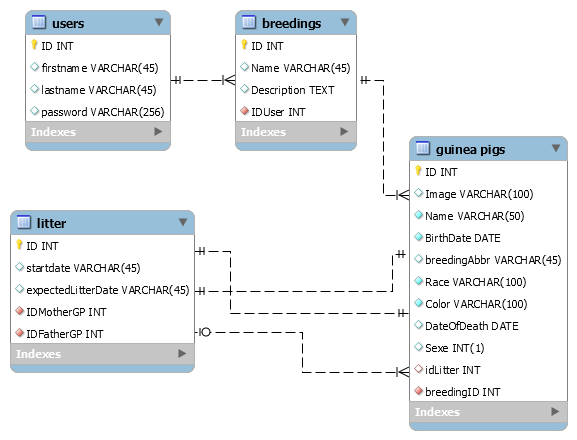 users
ID INT
firstname VARCHAR(45)
lastname VARCHAR(45)
password VARCHAR(256)
Indexes
breedings
ID INT
Name VARCHAR(45)
Description TEXT
IDUser INT
Indexes
guinea pigs
ID INT
Image VARCHAR(100)
Name VARCHAR(50)
BirthDate DATE
breedingAbbr VARCHAR(45)
Race VARCHAR(100)
Color VARCHAR(100)
DateOfDeath DATE
Sexe INT(1)
idLitter INT
breedingID INT
Indexes
litter
ID INT
startdate VARCHAR(45)
expectedLitterDate VARCHAR(45)
IDMotherGP INT
IDFatherGP INT
Indexes